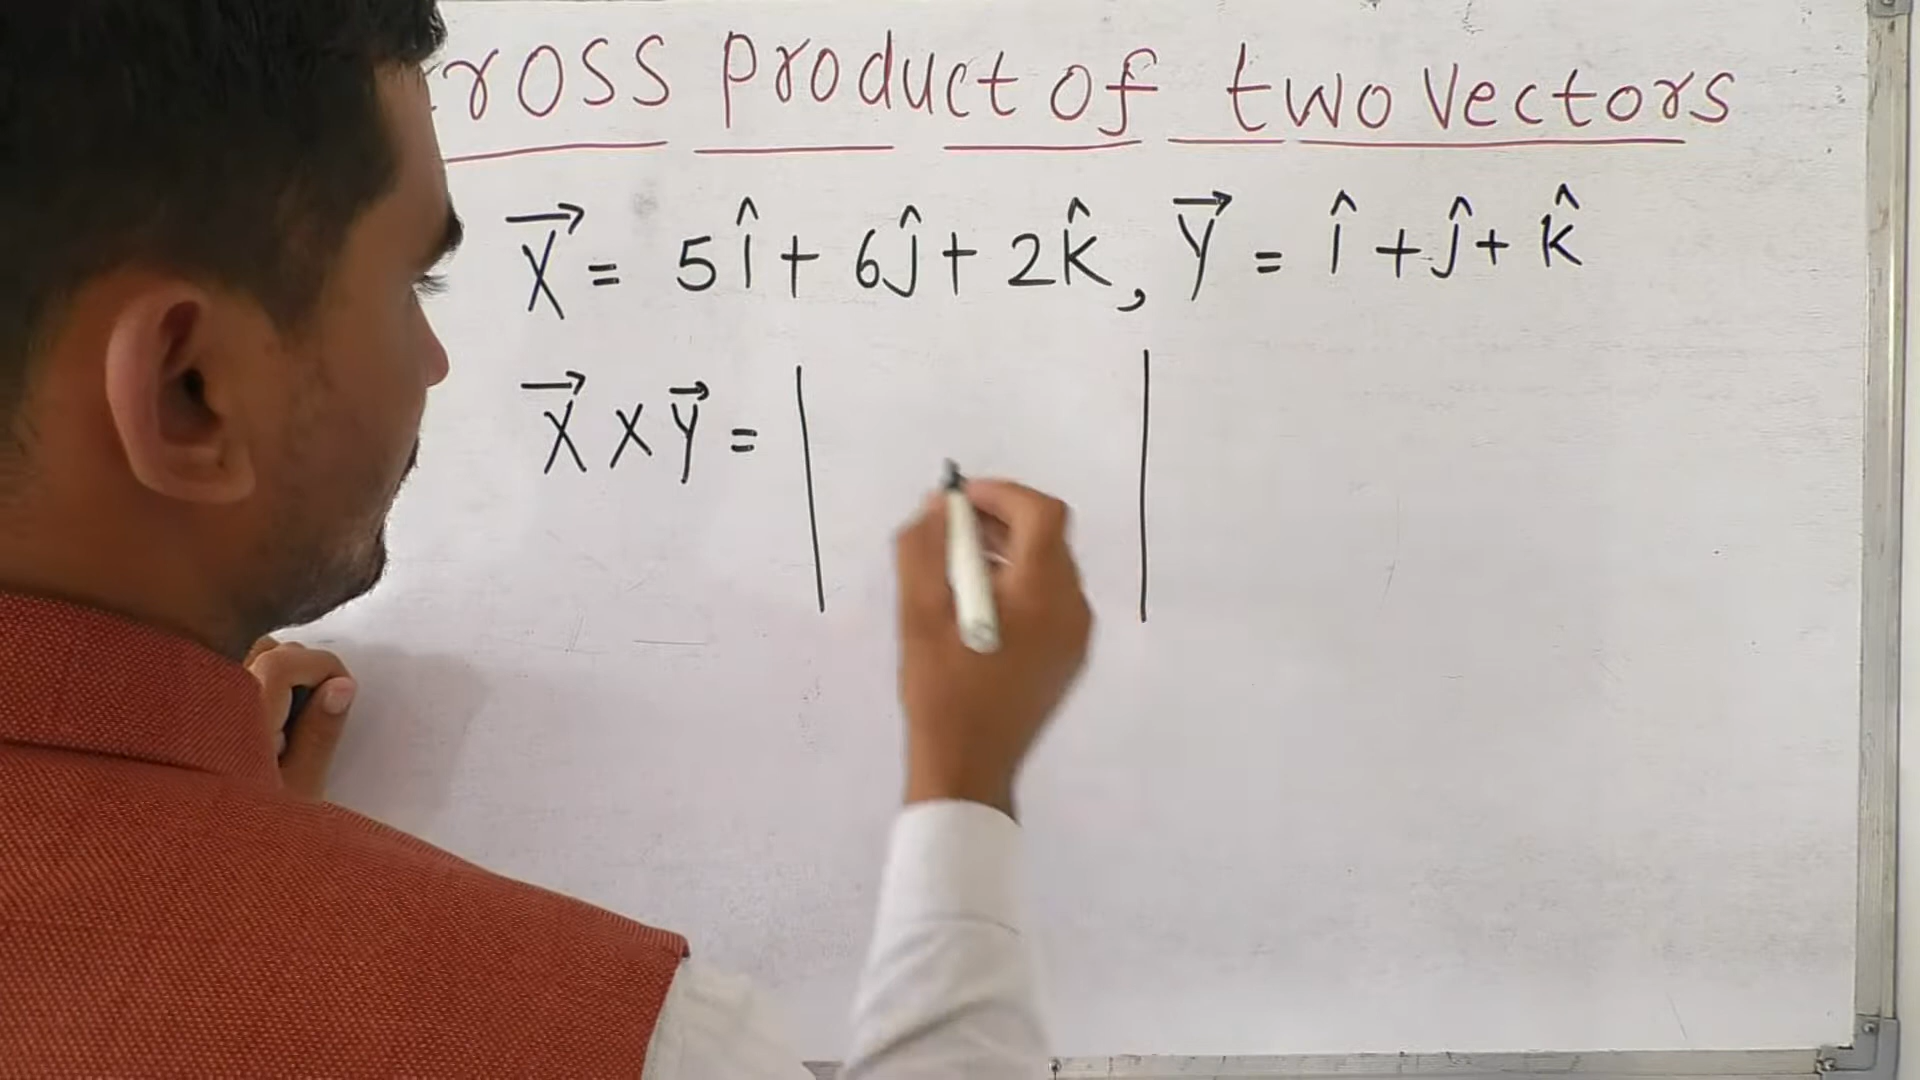 ross product of two vectors
X⃗ = 5î + 6ĵ + 2k̂, Y⃗ = î + ĵ + k̂
X⃗ x Y⃗ =